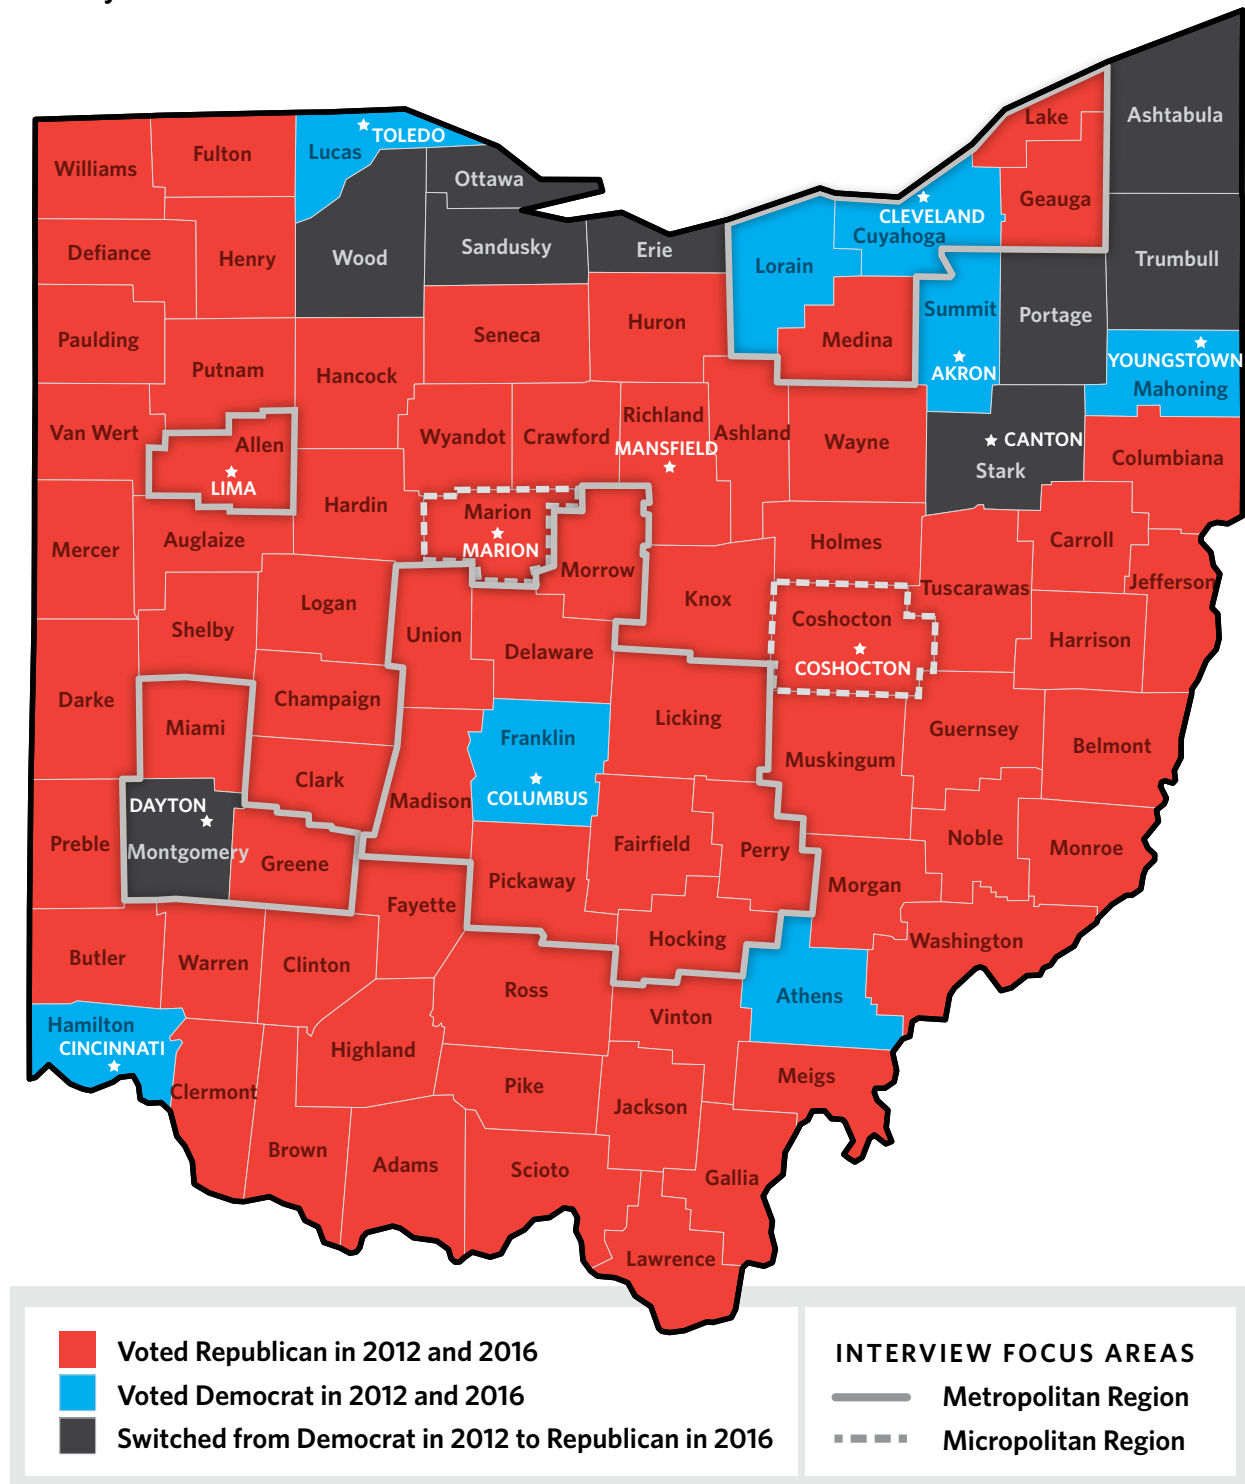 Williams
Fulton
Lucas
TOLEDO
Ottawa
Defiance
Henry
Wood
Sandusky
Erie
Lorain
CLEVELAND
Cuyahoga
Lake
Geauga
Ashtabula
Trumbull
Paulding
Putnam
Hancock
Seneca
Huron
Medina
Summit
AKRON
Portage
YOUNGSTOWN
Mahoning
Van Wert
Allen
LIMA
Wyandot
Crawford
Richland
MANSFIELD
Ashland
Wayne
CANTON
Stark
Columbiana
Mercer
Auglaize
Hardin
Marion
MARION
Morrow
Knox
Holmes
Tuscarawas
Carroll
Jefferson
Shelby
Logan
Union
Delaware
Coshocton
COSHOCTON
Harrison
Darke
Miami
Champaign
Clark
Madison
Franklin
COLUMBUS
Licking
Muskingum
Guernsey
Belmont
DAYTON
Montgomery
Preble
Greene
Fayette
Pickaway
Fairfield
Perry
Morgan
Noble
Monroe
Butler
Warren
Clinton
Ross
Hocking
Athens
Washington
Hamilton
CINCINNATI
Clermont
Highland
Vinton
Pike
Jackson
Meigs
Brown
Adams
Scioto
Gallia
Lawrence
Voted Republican in 2012 and 2016
Voted Democrat in 2012 and 2016
Switched from Democrat in 2012 to Republican in 2016
INTERVIEW FOCUS AREAS
Metropolitan Region
Micropolitan Region